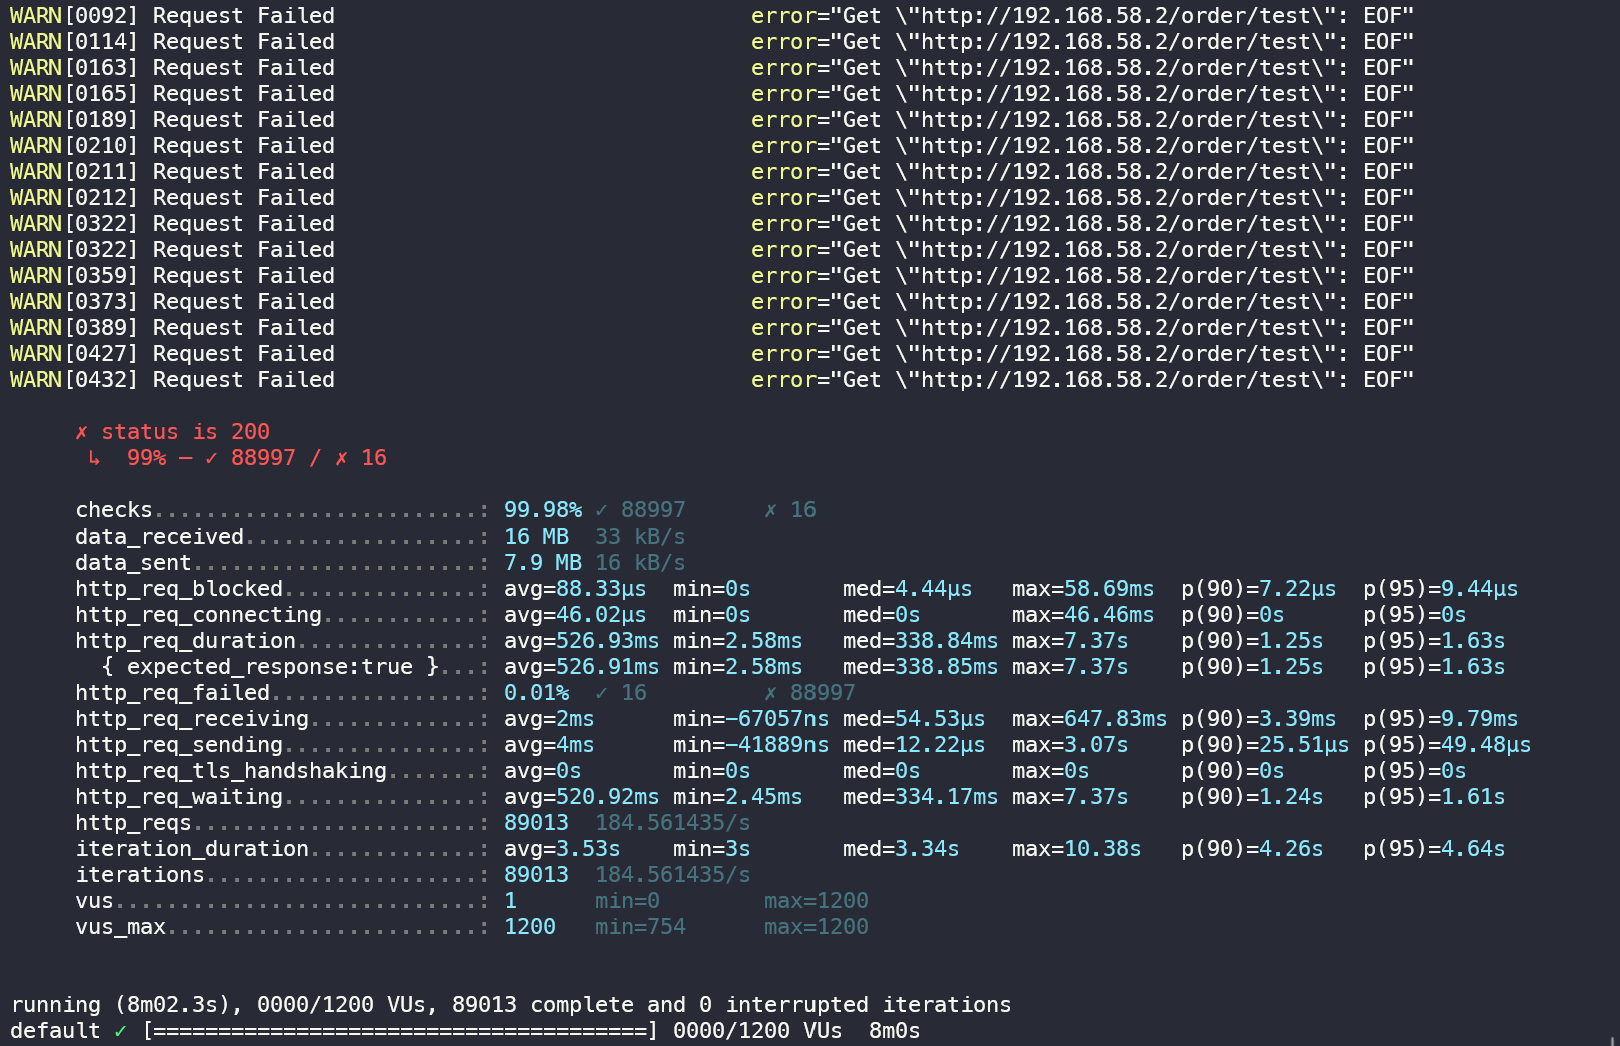 WARN[0092] Request Failed error="Get \"http://192.168.58.2/order/test\": EOF"
WARN[0114] Request Failed error="Get \"http://192.168.58.2/order/test\": EOF"
WARN[0163] Request Failed error="Get \"http://192.168.58.2/order/test\": EOF"
WARN[0165] Request Failed error="Get \"http://192.168.58.2/order/test\": EOF"
WARN[0189] Request Failed error="Get \"http://192.168.58.2/order/test\": EOF"
WARN[0210] Request Failed error="Get \"http://192.168.58.2/order/test\": EOF"
WARN[0211] Request Failed error="Get \"http://192.168.58.2/order/test\": EOF"
WARN[0212] Request Failed error="Get \"http://192.168.58.2/order/test\": EOF"
WARN[0322] Request Failed error="Get \"http://192.168.58.2/order/test\": EOF"
WARN[0322] Request Failed error="Get \"http://192.168.58.2/order/test\": EOF"
WARN[0359] Request Failed error="Get \"http://192.168.58.2/order/test\": EOF"
WARN[0373] Request Failed error="Get \"http://192.168.58.2/order/test\": EOF"
WARN[0389] Request Failed error="Get \"http://192.168.58.2/order/test\": EOF"
WARN[0427] Request Failed error="Get \"http://192.168.58.2/order/test\": EOF"
WARN[0432] Request Failed error="Get \"http://192.168.58.2/order/test\": EOF"
✗ status is 200
↳ 99% — ✓ 88997 / ✗ 16
checks.........................: 99.98% ✓ 88997 ✗ 16
data_received..................: 16 MB 33 kB/s
data_sent......................: 7.9 MB 16 kB/s
http_req_blocked...............: avg=88.33µs min=0s med=4.44µs max=58.69ms p(90)=7.22µs p(95)=9.44µs
http_req_connecting............: avg=46.02µs min=0s med=0s max=46.46ms p(90)=0s p(95)=0s
http_req_duration..............: avg=526.93ms min=2.58ms med=338.84ms max=7.37s p(90)=1.25s p(95)=1.63s
{ expected_response:true }...: avg=526.91ms min=2.58ms med=338.85ms max=7.37s p(90)=1.25s p(95)=1.63s
http_req_failed................: 0.01% ✓ 16 ✗ 88997
http_req_receiving.............: avg=2ms min=-67057ns med=54.53µs max=647.83ms p(90)=3.39ms p(95)=9.79ms
http_req_sending...............: avg=4ms min=-41889ns med=12.22µs max=3.07s p(90)=25.51µs p(95)=49.48µs
http_req_tls_handshaking.......: avg=0s min=0s med=0s max=0s p(90)=0s p(95)=0s
http_req_waiting...............: avg=520.92ms min=2.45ms med=334.17ms max=7.37s p(90)=1.24s p(95)=1.61s
http_reqs......................: 89013 184.561435/s
iteration_duration.............: avg=3.53s min=3s med=3.34s max=10.38s p(90)=4.26s p(95)=4.64s
iterations.....................: 89013 184.561435/s
vus............................: 1 min=0 max=1200
vus_max........................: 1200 min=754 max=1200
running (8m02.3s), 0000/1200 VUs, 89013 complete and 0 interrupted iterations
default ✓ [======================================] 0000/1200 VUs 8m0s